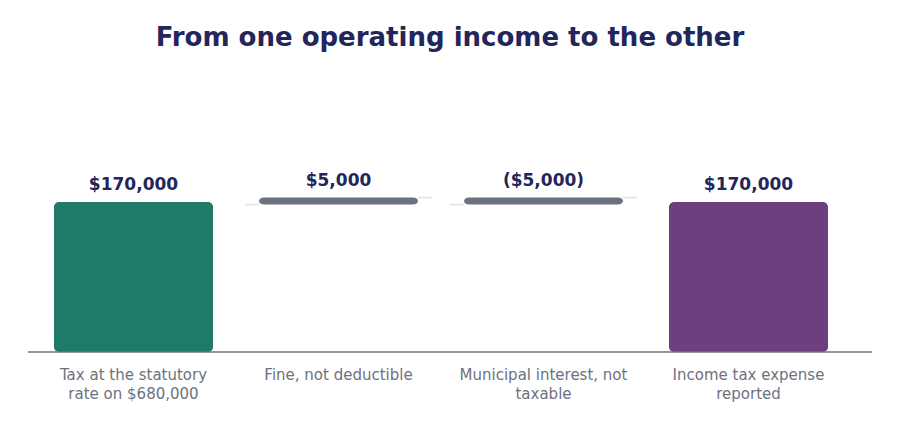 From one operating income to the other
$170,000
$5,000
($5,000)
$170,000
Tax at the statutory
rate on $680,000
Fine, not deductible
Municipal interest, not
taxable
Income tax expense
reported